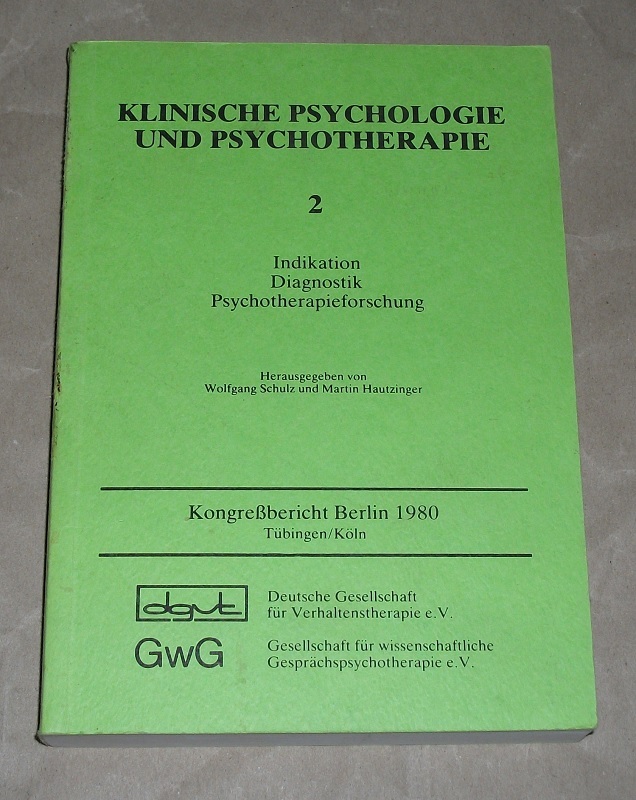 KLINISCHE PSYCHOLOGIE
UND PSYCHOTHERAPIE
2
Indikation
Diagnostik
Psychotherapieforschung
Herausgegeben von
Wolfgang Schulz und Martin Hautzinger
Kongreßbericht Berlin 1980
Tübingen/Köln
dgvt
Deutsche Gesellschaft
für Verhaltenstherapie e.V.
GwG
Gesellschaft für wissenschaftliche
Gesprächspsychotherapie e.V.